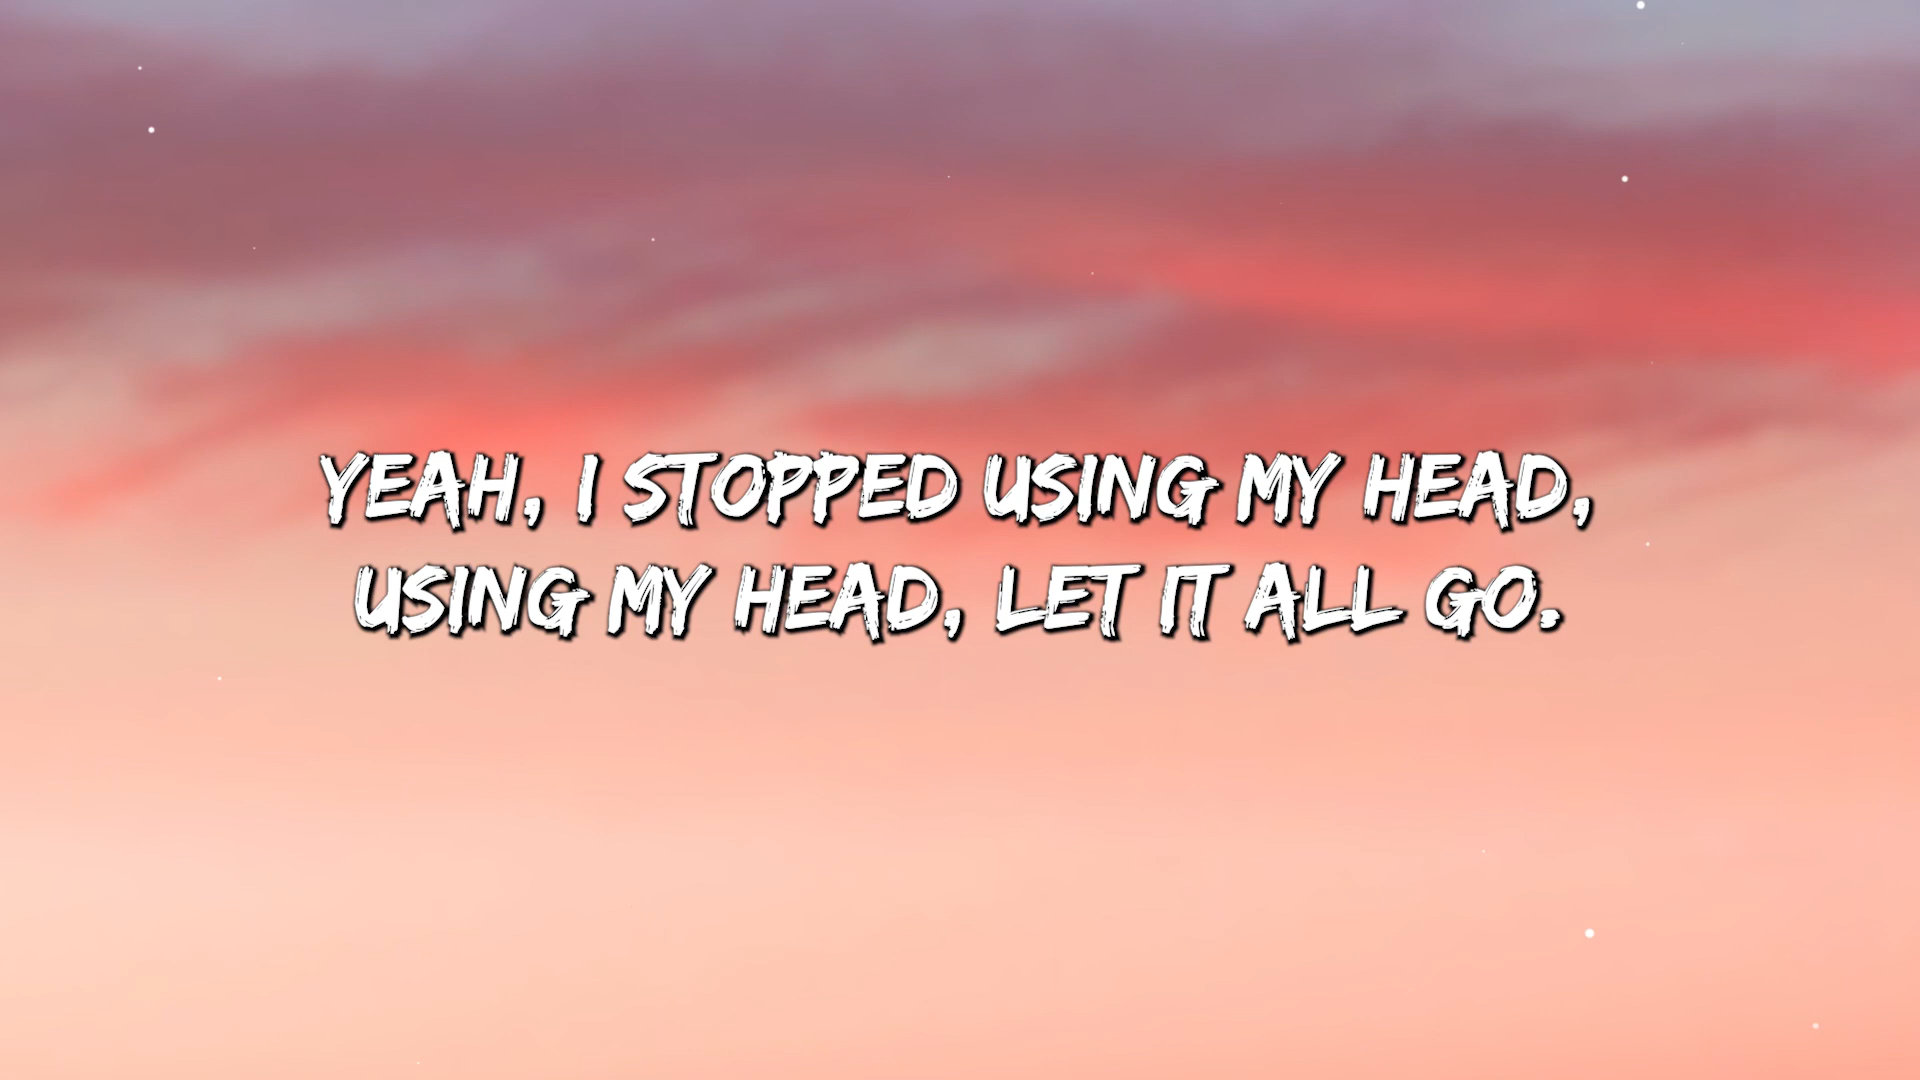 YEAH, I STOPPED USING MY HEAD,
USING MY HEAD, LET IT ALL GO.